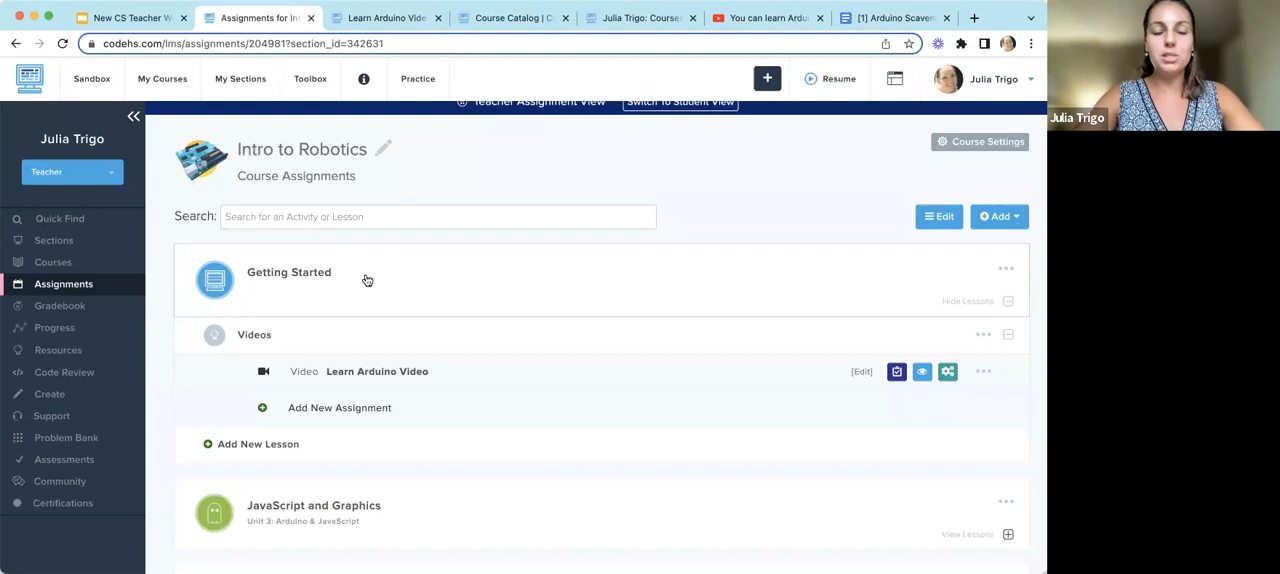 New CS Teacher W
Assignments for Int
Learn Arduino Vide
Course Catalog | C
Julia Trigo: Course
You can learn Ardu
[1] Arduino Scaven
codehs.com/lms/assignments/204981?section_id=342631
Sandbox
My Courses
My Sections
Toolbox
Practice
Resume
Julia Trigo
Teacher Assignment View
Switch To Student View
Julia Trigo
Teacher
Quick Find
Sections
Courses
Assignments
Gradebook
Progress
Resources
Code Review
Create
Support
Problem Bank
Assessments
Community
Certifications
Intro to Robotics
Course Assignments
Course Settings
Search: Search for an Activity or Lesson
Edit
Add
Getting Started
Hide Lessons
Videos
Video Learn Arduino Video
[Edit]
Add New Assignment
Add New Lesson
JavaScript and Graphics
Unit 3: Arduino & JavaScript
View Lessons
Julia Trigo